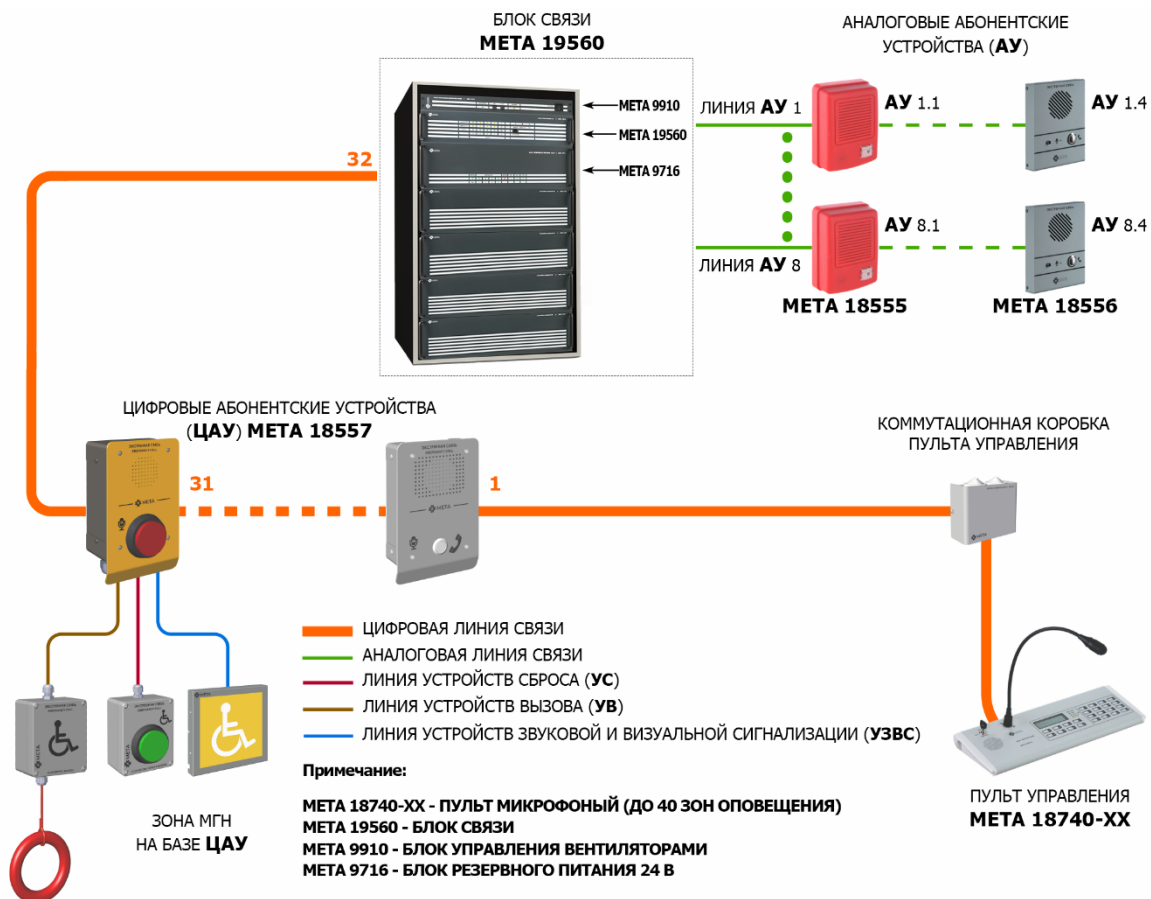 БЛОК СВЯЗИ
МЕТА 19560
АНАЛОГОВЫЕ АБОНЕНТСКИЕ
УСТРОЙСТВА (АУ)
МЕТА 9910
МЕТА 19560
МЕТА 9716
ЛИНИЯ АУ 1
АУ 1.1
АУ 1.4
32
АУ 8.1
АУ 8.4
ЛИНИЯ АУ 8
МЕТА 18555
МЕТА 18556
ЦИФРОВЫЕ АБОНЕНТСКИЕ УСТРОЙСТВА
(ЦАУ) МЕТА 18557
КОММУТАЦИОННАЯ КОРОБКА
ПУЛЬТА УПРАВЛЕНИЯ
31
1
МЕТА
МЕТА
ЦИФРОВАЯ ЛИНИЯ СВЯЗИ
АНАЛОГОВАЯ ЛИНИЯ СВЯЗИ
ЛИНИЯ УСТРОЙСТВ СБРОСА (УС)
ЛИНИЯ УСТРОЙСТВ ВЫЗОВА (УВ)
ЛИНИЯ УСТРОЙСТВ ЗВУКОВОЙ И ВИЗУАЛЬНОЙ СИГНАЛИЗАЦИИ (УЗВС)
МЕТА
МЕТА
ЗОНА МГН
НА БАЗЕ ЦАУ
Примечание:
МЕТА 18740-XX - ПУЛЬТ МИКРОФОНЫЙ (ДО 40 ЗОН ОПОВЕЩЕНИЯ)
МЕТА 19560 - БЛОК СВЯЗИ
МЕТА 9910 - БЛОК УПРАВЛЕНИЯ ВЕНТИЛЯТОРАМИ
МЕТА 9716 - БЛОК РЕЗЕРВНОГО ПИТАНИЯ 24 В
ПУЛЬТ УПРАВЛЕНИЯ
МЕТА 18740-XX